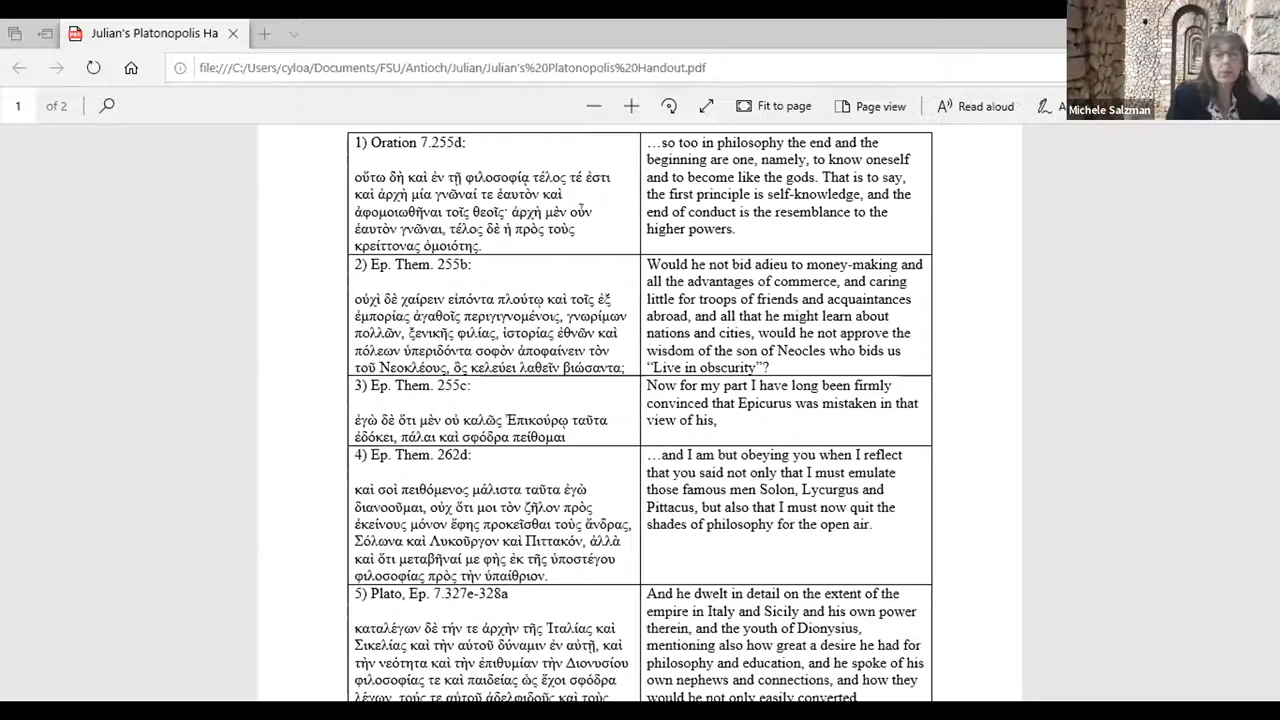 Julian's Platonopolis Ha
file:///C:/Users/cyloa/Documents/FSU/Antioch/Julian/Julian's%20Platonopolis%20Handout.pdf
1 of 2
Fit to page
Page view
Read aloud
Michele Salzman
1) Oration 7.255d:
οὕτω δὴ καὶ ἐν τῇ φιλοσοφίᾳ τέλος τέ ἐστι
καὶ ἀρχὴ μία γνῶναί τε ἑαυτὸν καὶ
ἀφομοιωθῆναι τοῖς θεοῖς· ἀρχὴ μὲν οὖν
ἑαυτὸν γνῶναι, τέλος δὲ ἡ πρὸς τοὺς
κρείττονας ὁμοιότης.
…so too in philosophy the end and the
beginning are one, namely, to know oneself
and to become like the gods. That is to say,
the first principle is self-knowledge, and the
end of conduct is the resemblance to the
higher powers.
2) Ep. Them. 255b:
οὐχὶ δὲ χαίρειν εἰπόντα πλούτῳ καὶ τοῖς ἐξ
ἐμπορίας ἀγαθοῖς περιγιγνομένοις, γνωρίμων
πολλῶν, ξενικῆς φιλίας, ἱστορίας ἐθνῶν καὶ
πόλεων ὑπεριδόντα σοφὸν ἀποφαίνειν τὸν
τοῦ Νεοκλέους, ὃς κελεύει λαθεῖν βιώσαντα;
Would he not bid adieu to money-making and
all the advantages of commerce, and caring
little for troops of friends and acquaintances
abroad, and all that he might learn about
nations and cities, would he not approve the
wisdom of the son of Neocles who bids us
“Live in obscurity”?
3) Ep. Them. 255c:
ἐγὼ δὲ ὅτι μὲν οὐ καλῶς Ἐπικούρῳ ταῦτα
ἐδόκει, πάλαι καὶ σφόδρα πείθομαι
Now for my part I have long been firmly
convinced that Epicurus was mistaken in that
view of his,
4) Ep. Them. 262d:
καὶ σοὶ πειθόμενος μάλιστα ταῦτα ἐγὼ
διανοοῦμαι, οὐχ ὅτι μοι τὸν ζῆλον πρὸς
ἐκείνους μόνον ἔφης προκεῖσθαι τοὺς ἄνδρας,
Σόλωνα καὶ Λυκοῦργον καὶ Πιττακόν, ἀλλὰ
καὶ ὅτι μεταβῆναί με φὴς ἐκ τῆς ὑποστέγου
φιλοσοφίας πρὸς τὴν ὑπαίθριον.
…and I am but obeying you when I reflect
that you said not only that I must emulate
those famous men Solon, Lycurgus and
Pittacus, but also that I must now quit the
shades of philosophy for the open air.
5) Plato, Ep. 7.327e-328a
καταλέγων δὲ τήν τε ἀρχὴν τῆς Ἰταλίας καὶ
Σικελίας καὶ τὴν αὑτοῦ δύναμιν ἐν αὐτῇ, καὶ
τὴν νεότητα καὶ τὴν ἐπιθυμίαν τὴν Διονυσίου
φιλοσοφίας τε καὶ παιδείας ὡς ἔχοι σφόδρα
λέγων, τούς τε αὑτοῦ ἀδελφιδοῦς καὶ τοὺς
And he dwelt in detail on the extent of the
empire in Italy and Sicily and his own power
therein, and the youth of Dionysius,
mentioning also how great a desire he had for
philosophy and education, and he spoke of his
own nephews and connections, and how they
would be not only easily converted